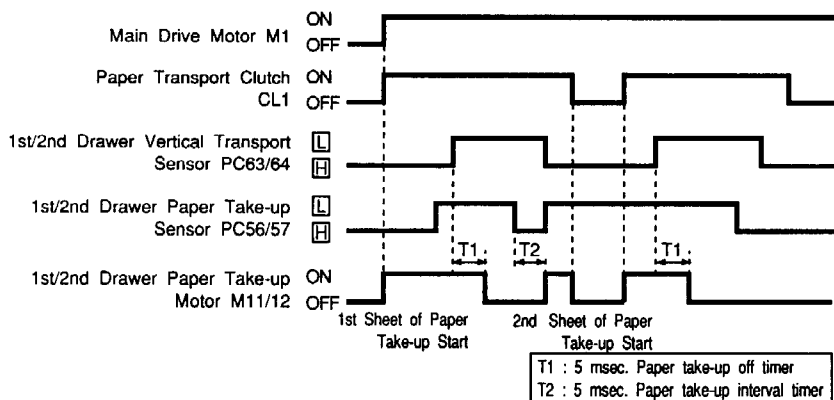 Main Drive Motor M1
ON
OFF
Paper Transport Clutch
CL1
ON
OFF
1st/2nd Drawer Vertical Transport
Sensor PC63/64
L
H
1st/2nd Drawer Paper Take-up
Sensor PC56/57
L
H
T1
T2
T1
1st/2nd Drawer Paper Take-up
Motor M11/12
ON
OFF
1st Sheet of Paper
Take-up Start
2nd Sheet of Paper
Take-up Start
T1 : 5 msec. Paper take-up off timer
T2 : 5 msec. Paper take-up interval timer